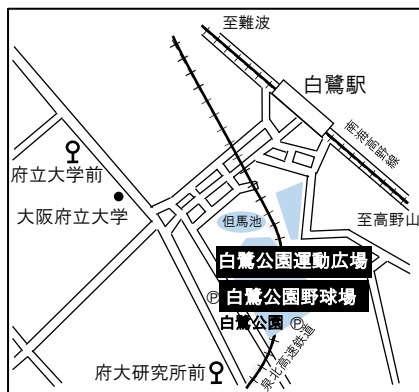 至難波
白鷺駅
南海高野線
府立大学前
大阪府立大学
但馬池
至高野山
白鷺公園運動広場
Ⓟ 白鷺公園野球場
白鷺公園 Ⓟ
泉北高速鉄道
府大研究所前